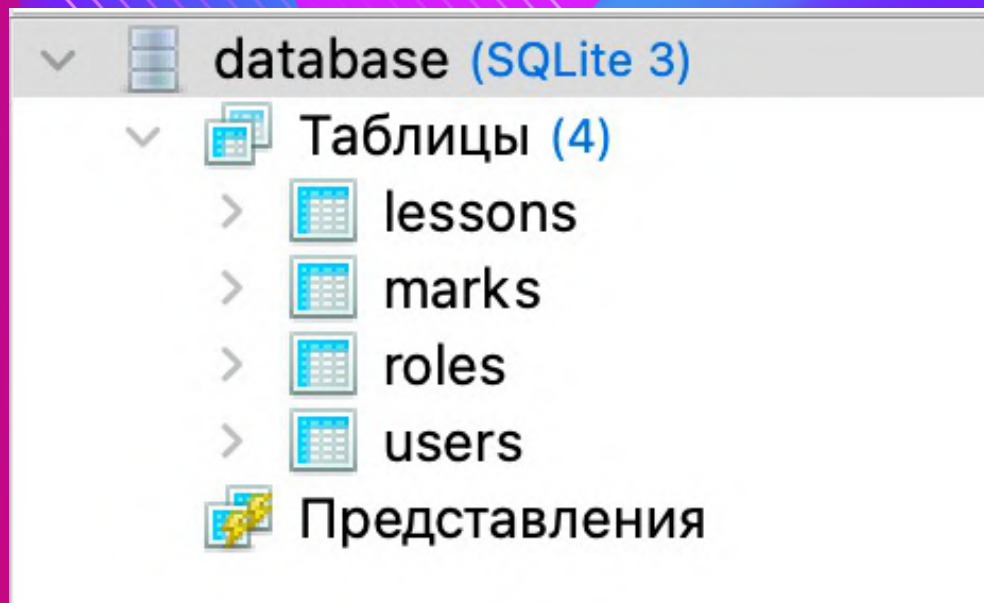 database (SQLite 3)
Таблицы (4)
lessons
marks
roles
users
Представления